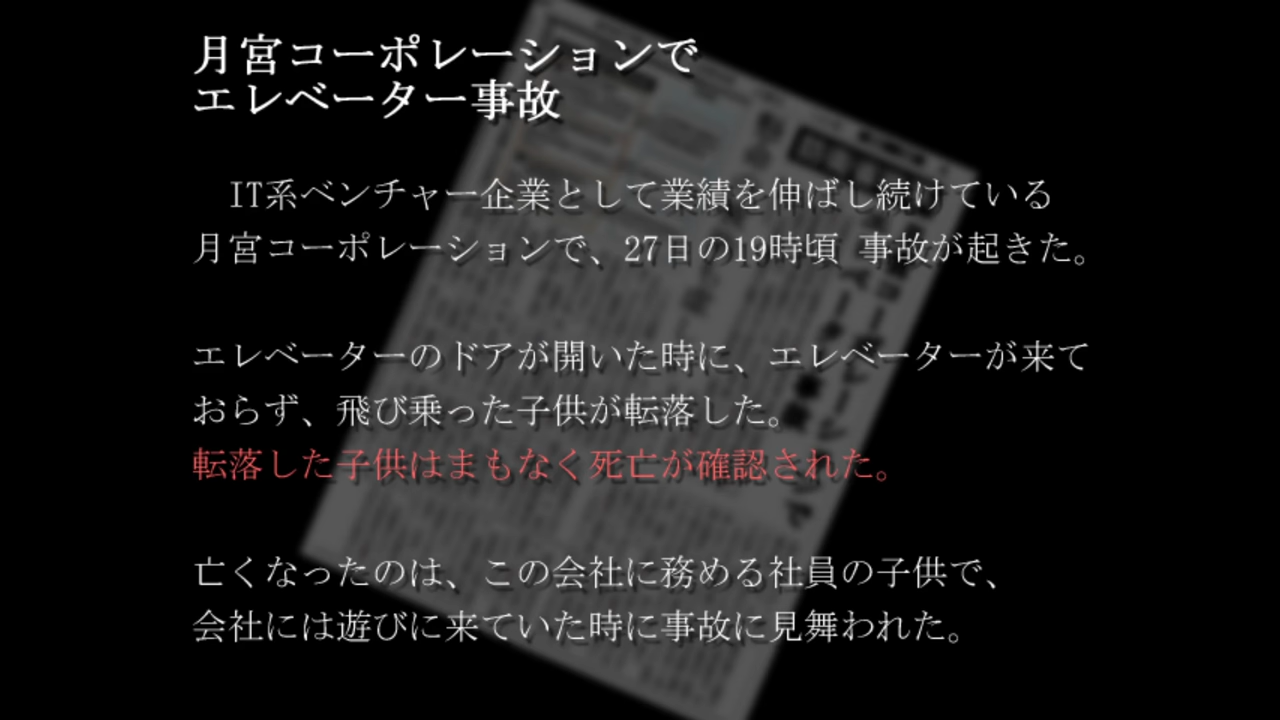 月宮コーポレーションで
エレベーター事故
IT系ベンチャー企業として業績を伸ばし続けている
月宮コーポレーションで、27日の19時頃 事故が起きた。
エレベーターのドアが開いた時に、エレベーターが来て
おらず、飛び乗った子供が転落した。
転落した子供はまもなく死亡が確認された。
亡くなったのは、この会社に務める社員の子供で、
会社には遊びに来ていた時に事故に見舞われた。